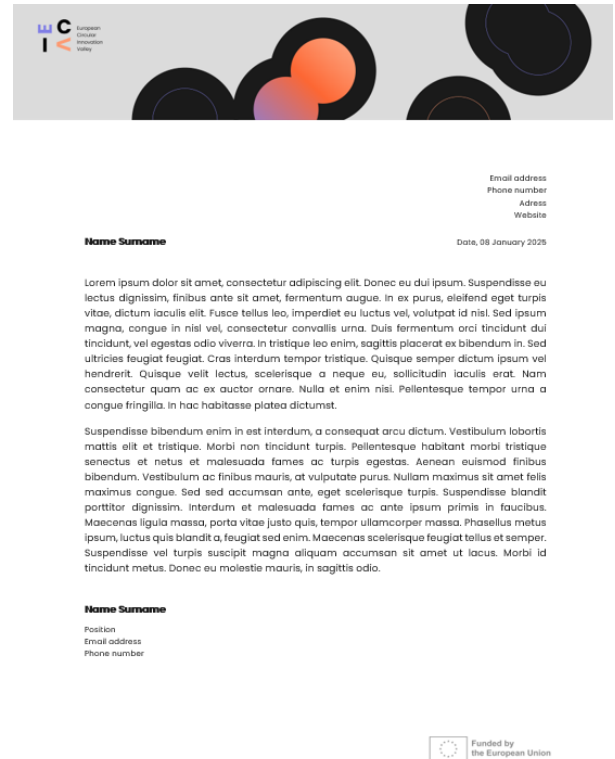 E C
I V
European
Circular
Innovation
Valley
Email address
Phone number
Adress
Website
Name Surname
Date, 08 January 2025
Lorem ipsum dolor sit amet, consectetur adipiscing elit. Donec eu dui ipsum. Suspendisse eu
lectus dignissim, finibus ante sit amet, fermentum augue. In ex purus, eleifend eget turpis
vitae, dictum iaculis elit. Fusce tellus leo, imperdiet eu luctus vel, volutpat id nisl. Sed ipsum
magna, congue in nisl vel, consectetur convallis urna. Duis fermentum orci tincidunt dui
tincidunt, vel egestas odio viverra. In tristique leo enim, sagittis placerat ex bibendum in. Sed
ultricies feugiat feugiat. Cras interdum tempor tristique. Quisque semper dictum ipsum vel
hendrerit. Quisque velit lectus, scelerisque a neque eu, sollicitudin iaculis erat. Nam
consectetur quam ac ex auctor ornare. Nulla et enim nisi. Pellentesque tempor urna a
congue fringilla. In hac habitasse platea dictumst.
Suspendisse bibendum enim in est interdum, a consequat arcu dictum. Vestibulum lobortis
mattis elit et tristique. Morbi non tincidunt turpis. Pellentesque habitant morbi tristique
senectus et netus et malesuada fames ac turpis egestas. Aenean euismod finibus
bibendum. Vestibulum ac finibus mauris, at vulputate purus. Nullam maximus sit amet felis
maximus congue. Sed sed accumsan ante, eget scelerisque turpis. Suspendisse blandit
porttitor dignissim. Interdum et malesuada fames ac ante ipsum primis in faucibus.
Maecenas ligula massa, porta vitae justo quis, tempor ullamcorper massa. Phasellus metus
ipsum, luctus quis blandit a, feugiat sed enim. Maecenas scelerisque feugiat tellus et semper.
Suspendisse vel turpis suscipit magna aliquam accumsan sit amet ut lacus. Morbi id
tincidunt metus. Donec eu molestie mauris, in sagittis odio.
Name Surname
Position
Email address
Phone number
Funded by
the European Union